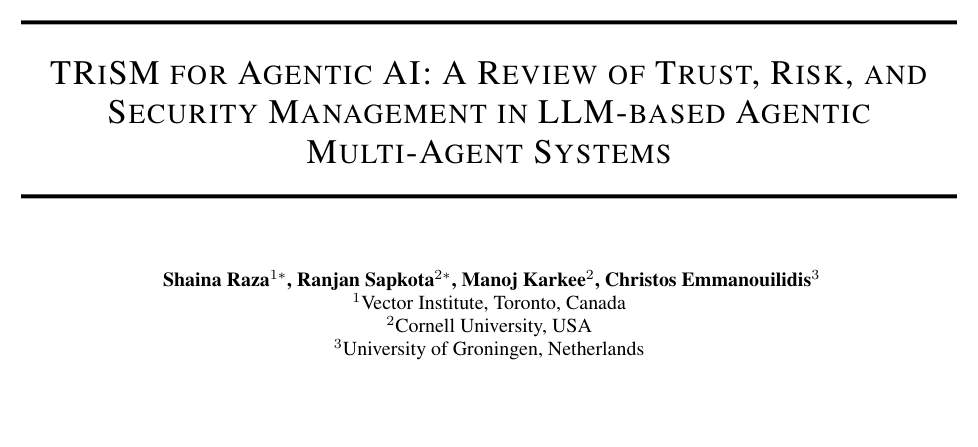 TRiSM for Agentic AI: A Review of Trust, Risk, and
Security Management in LLM-based Agentic
Multi-Agent Systems
Shaina Raza1*, Ranjan Sapkota2*, Manoj Karkee2, Christos Emmanouilidis3
1Vector Institute, Toronto, Canada
2Cornell University, USA
3University of Groningen, Netherlands